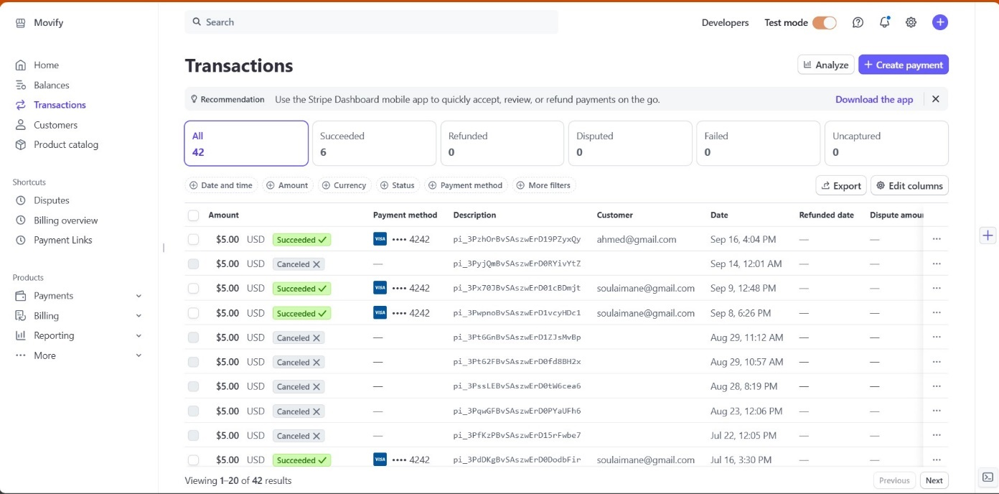 Movify
Search
Developers
Test mode
Home
Balances
Transactions
Customers
Product catalog
Shortcuts
Disputes
Billing overview
Payment Links
Products
Payments
Billing
Reporting
More
Transactions
Analyze
+ Create payment
Recommendation Use the Stripe Dashboard mobile app to quickly accept, review, or refund payments on the go. Download the app
All 42
Succeeded 6
Refunded 0
Disputed 0
Failed 0
Uncaptured 0
Date and time Amount Currency Status Payment method More filters Export Edit columns
Amount Payment method Description Customer Date Refunded date Dispute amou
$5.00 USD Succeeded VISA •••• 4242 pi_3PzhOrBvSAszwErD19PZyxQy ahmed@gmail.com Sep 16, 4:04 PM — — ···
$5.00 USD Canceled — pi_3PyjQmBvSAszwErD0RYivYtZ Sep 14, 12:01 AM — — ···
$5.00 USD Succeeded VISA •••• 4242 pi_3Px70JBvSAszwErD01cBDmjt soulaimane@gmail.com Sep 9, 12:48 PM — — ···
$5.00 USD Succeeded VISA •••• 4242 pi_3PwpnoBvSAszwErD1vcyHDc1 soulaimane@gmail.com Sep 8, 6:26 PM — — ···
$5.00 USD Canceled — pi_3Pt6GnBvSAszwErD1ZJsMvBp Aug 29, 11:12 AM — — ···
$5.00 USD Canceled — pi_3Pt62FBvSAszwErD0fd8BH2x Aug 29, 10:57 AM — — ···
$5.00 USD Canceled — pi_3PssLEBvSAszwErD0tW6cea6 Aug 28, 8:19 PM — — ···
$5.00 USD Canceled — pi_3PqwGFBvSAszwErD0PYaUFh6 Aug 23, 12:06 PM — — ···
$5.00 USD Canceled — pi_3PfKzPBvSAszwErD15rFwbe7 Jul 22, 12:05 PM — — ···
$5.00 USD Succeeded VISA •••• 4242 pi_3PdDKgBvSAszwErD0DodbFir soulaimane@gmail.com Jul 16, 3:30 PM — — ···
Viewing 1–20 of 42 results
Previous Next